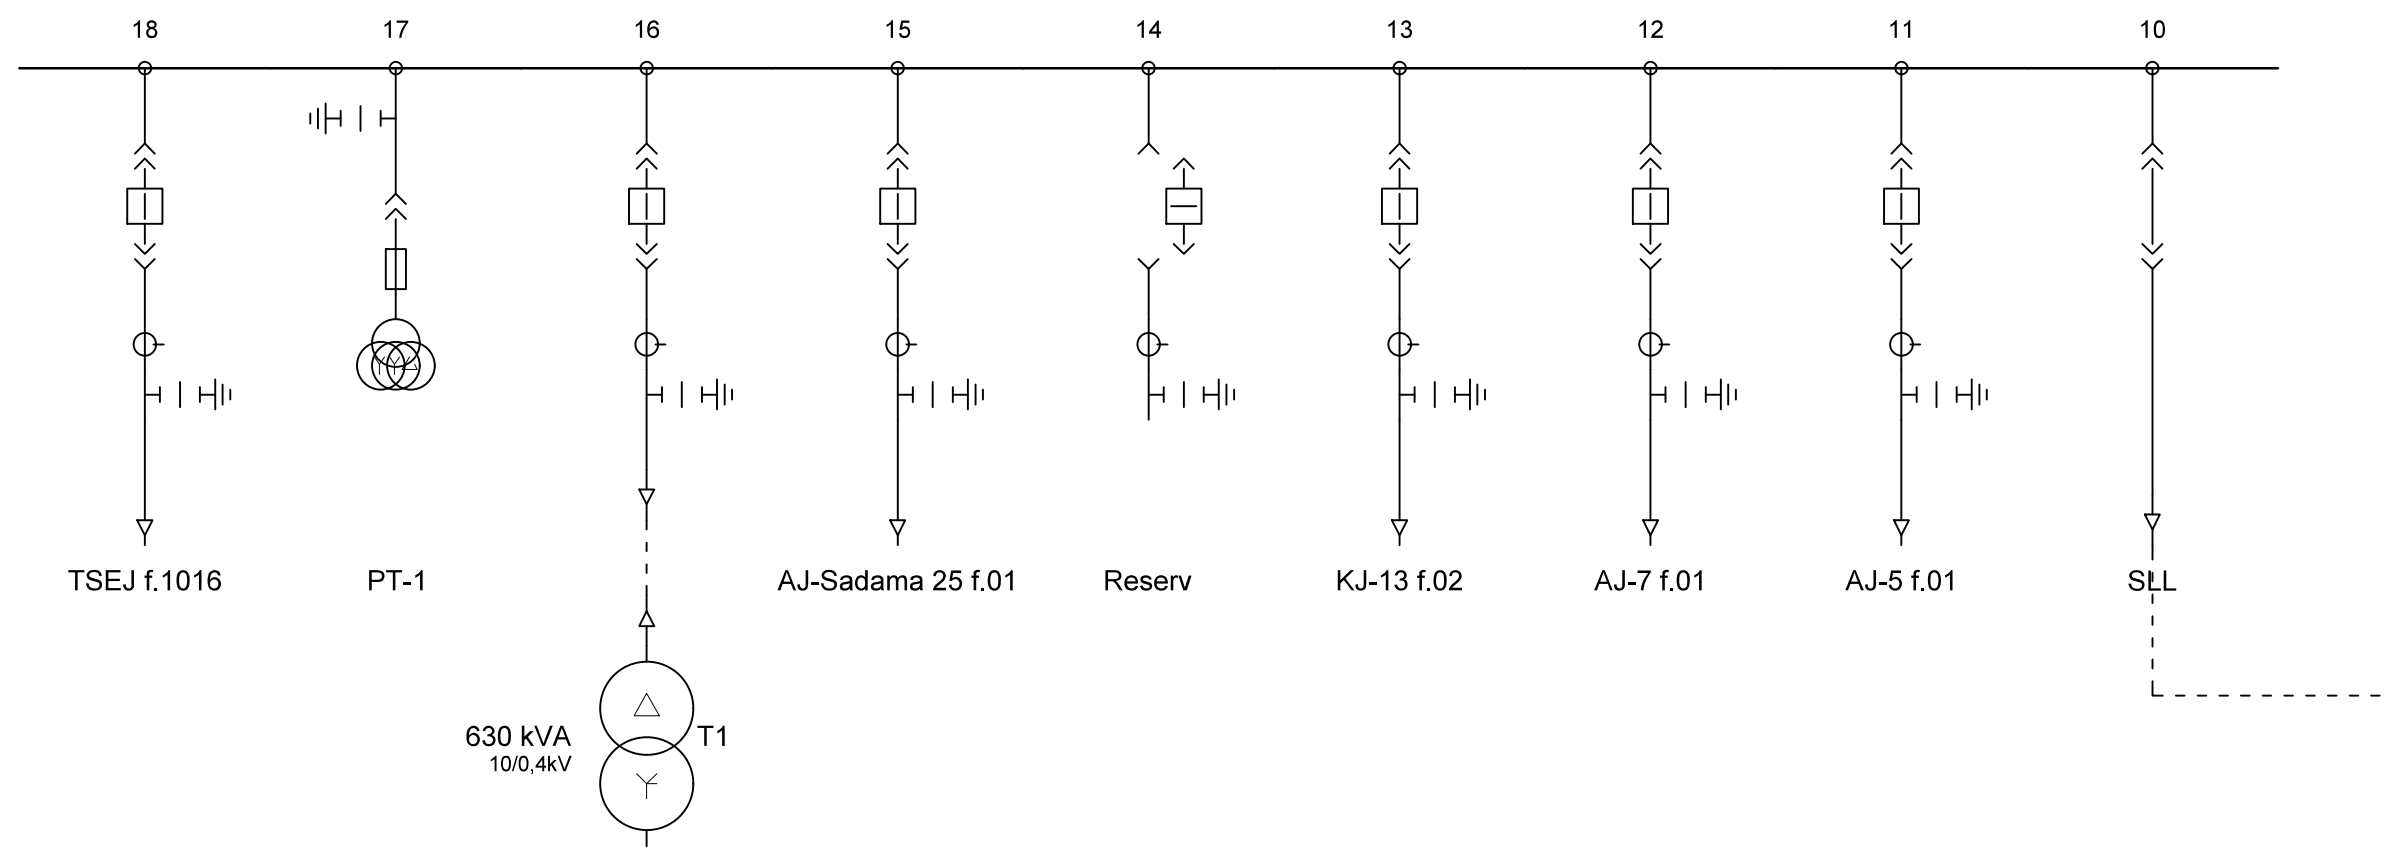 18 17 16 15 14 13 12 11 10
TSEJ f.1016 PT-1 AJ-Sadama 25 f.01 Reserv KJ-13 f.02 AJ-7 f.01 AJ-5 f.01 SLL
630 kVA T1
10/0,4kV